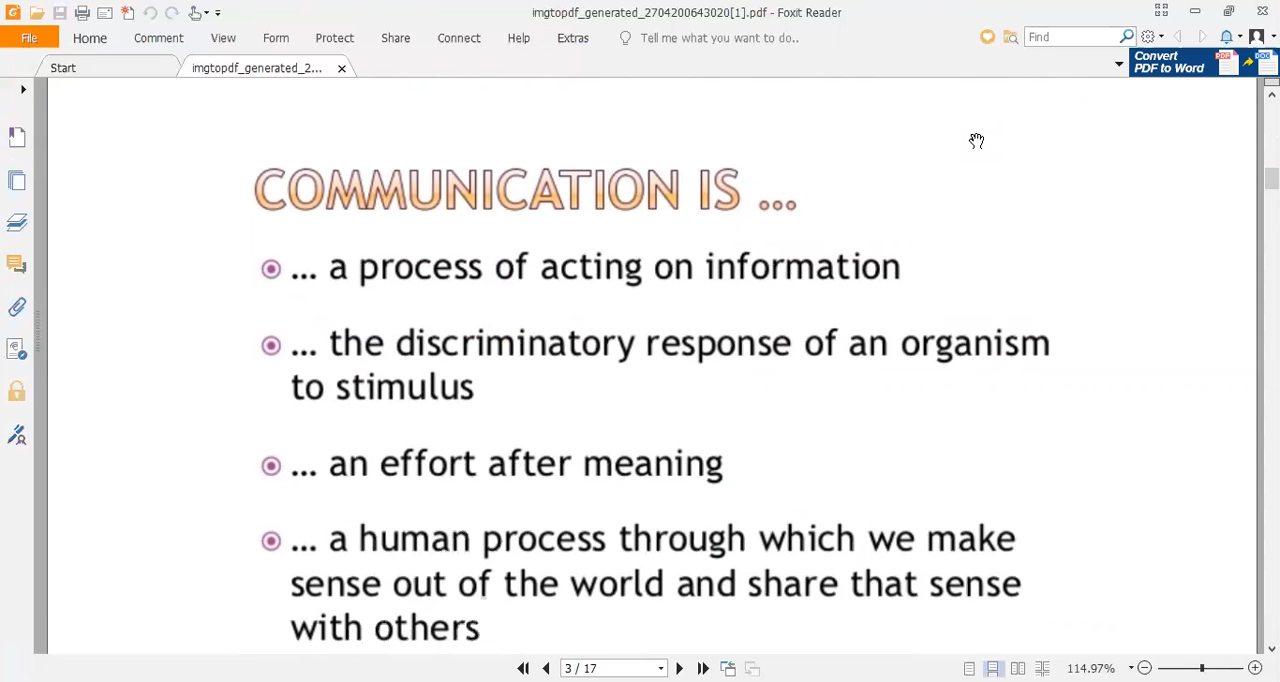 imgtopdf_generated_2704200643020[1].pdf - Foxit Reader
File Home Comment View Form Protect Share Connect Help Extras Tell me what you want to do.. Find
Start imgtopdf_generated_2...
Convert
PDF to Word
COMMUNICATION IS ...
... a process of acting on information
... the discriminatory response of an organism
to stimulus
... an effort after meaning
... a human process through which we make
sense out of the world and share that sense
with others
3 / 17 114.97%